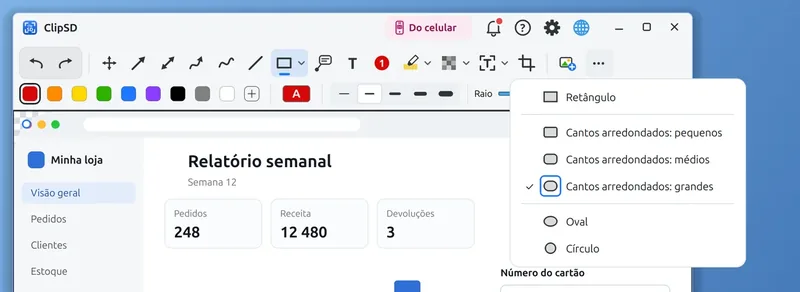 ClipSD
Do celular
T
1
A
Raio
Retângulo
Cantos arredondados: pequenos
Cantos arredondados: médios
Cantos arredondados: grandes
Oval
Círculo
Minha loja
Visão geral
Pedidos
Clientes
Estoque
Relatório semanal
Semana 12
Pedidos
248
Receita
12 480
Devoluções
3
Número do cartão